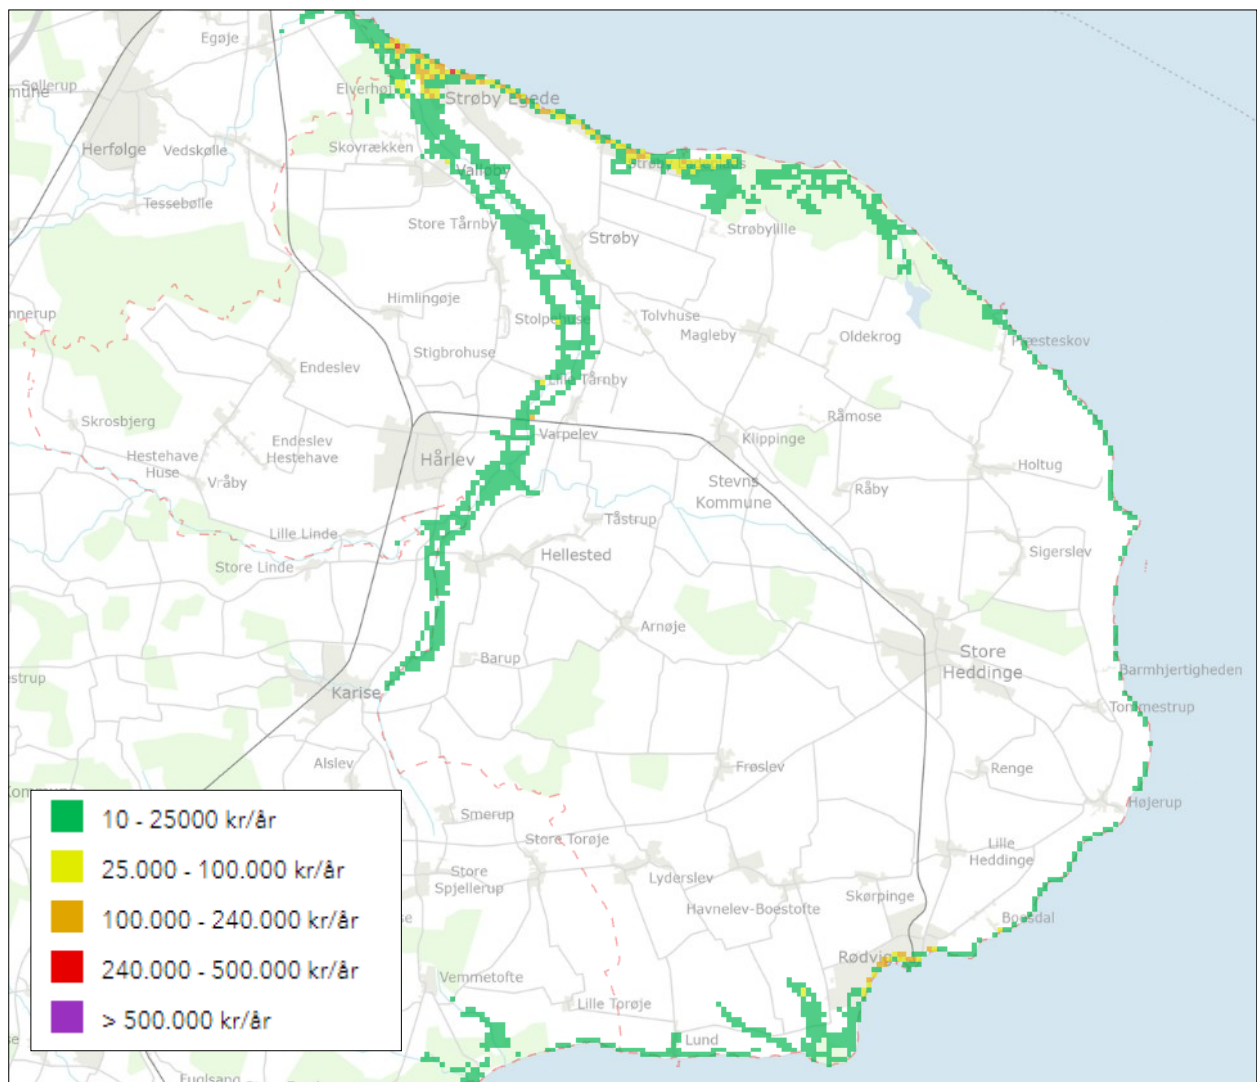 Egøje
Søllerup
mune
Elverhøj
Strøby Egede
Herfølge
Vedskølle
Skovrækken
Valløby
Tessebølle
Store Tårnby
Strøby
Strøbylille
Himlingøje
nnerup
Stolpehuse
Tolvhuse
Magleby
Oldekrog
Præsteskov
Stigbrohuse
Endeslev
Lille Tårnby
Skrosbjerg
Råmose
Endeslev
Hestehave
Varpelev
Klippinge
Hestehave
Huse
Vråby
Hårlev
Holtug
Stevns
Kommune
Råby
Tåstrup
Lille Linde
Store Linde
Hellested
Sigerslev
Arnøje
Store
Heddinge
Barup
Barmhjertigheden
estrup
Karise
Tommestrup
Alslev
Frøslev
Renge
Højerup
Smerup
Store Torøje
Lille
Heddinge
Store
Spjellerup
Lyderslev
Skørpinge
Havnelev-Boestofte
Boesdal
Rødvig
Vemmetofte
Lille Torøje
Lund
Fuglsang
10 - 25000 kr/år
25.000 - 100.000 kr/år
100.000 - 240.000 kr/år
240.000 - 500.000 kr/år
> 500.000 kr/år